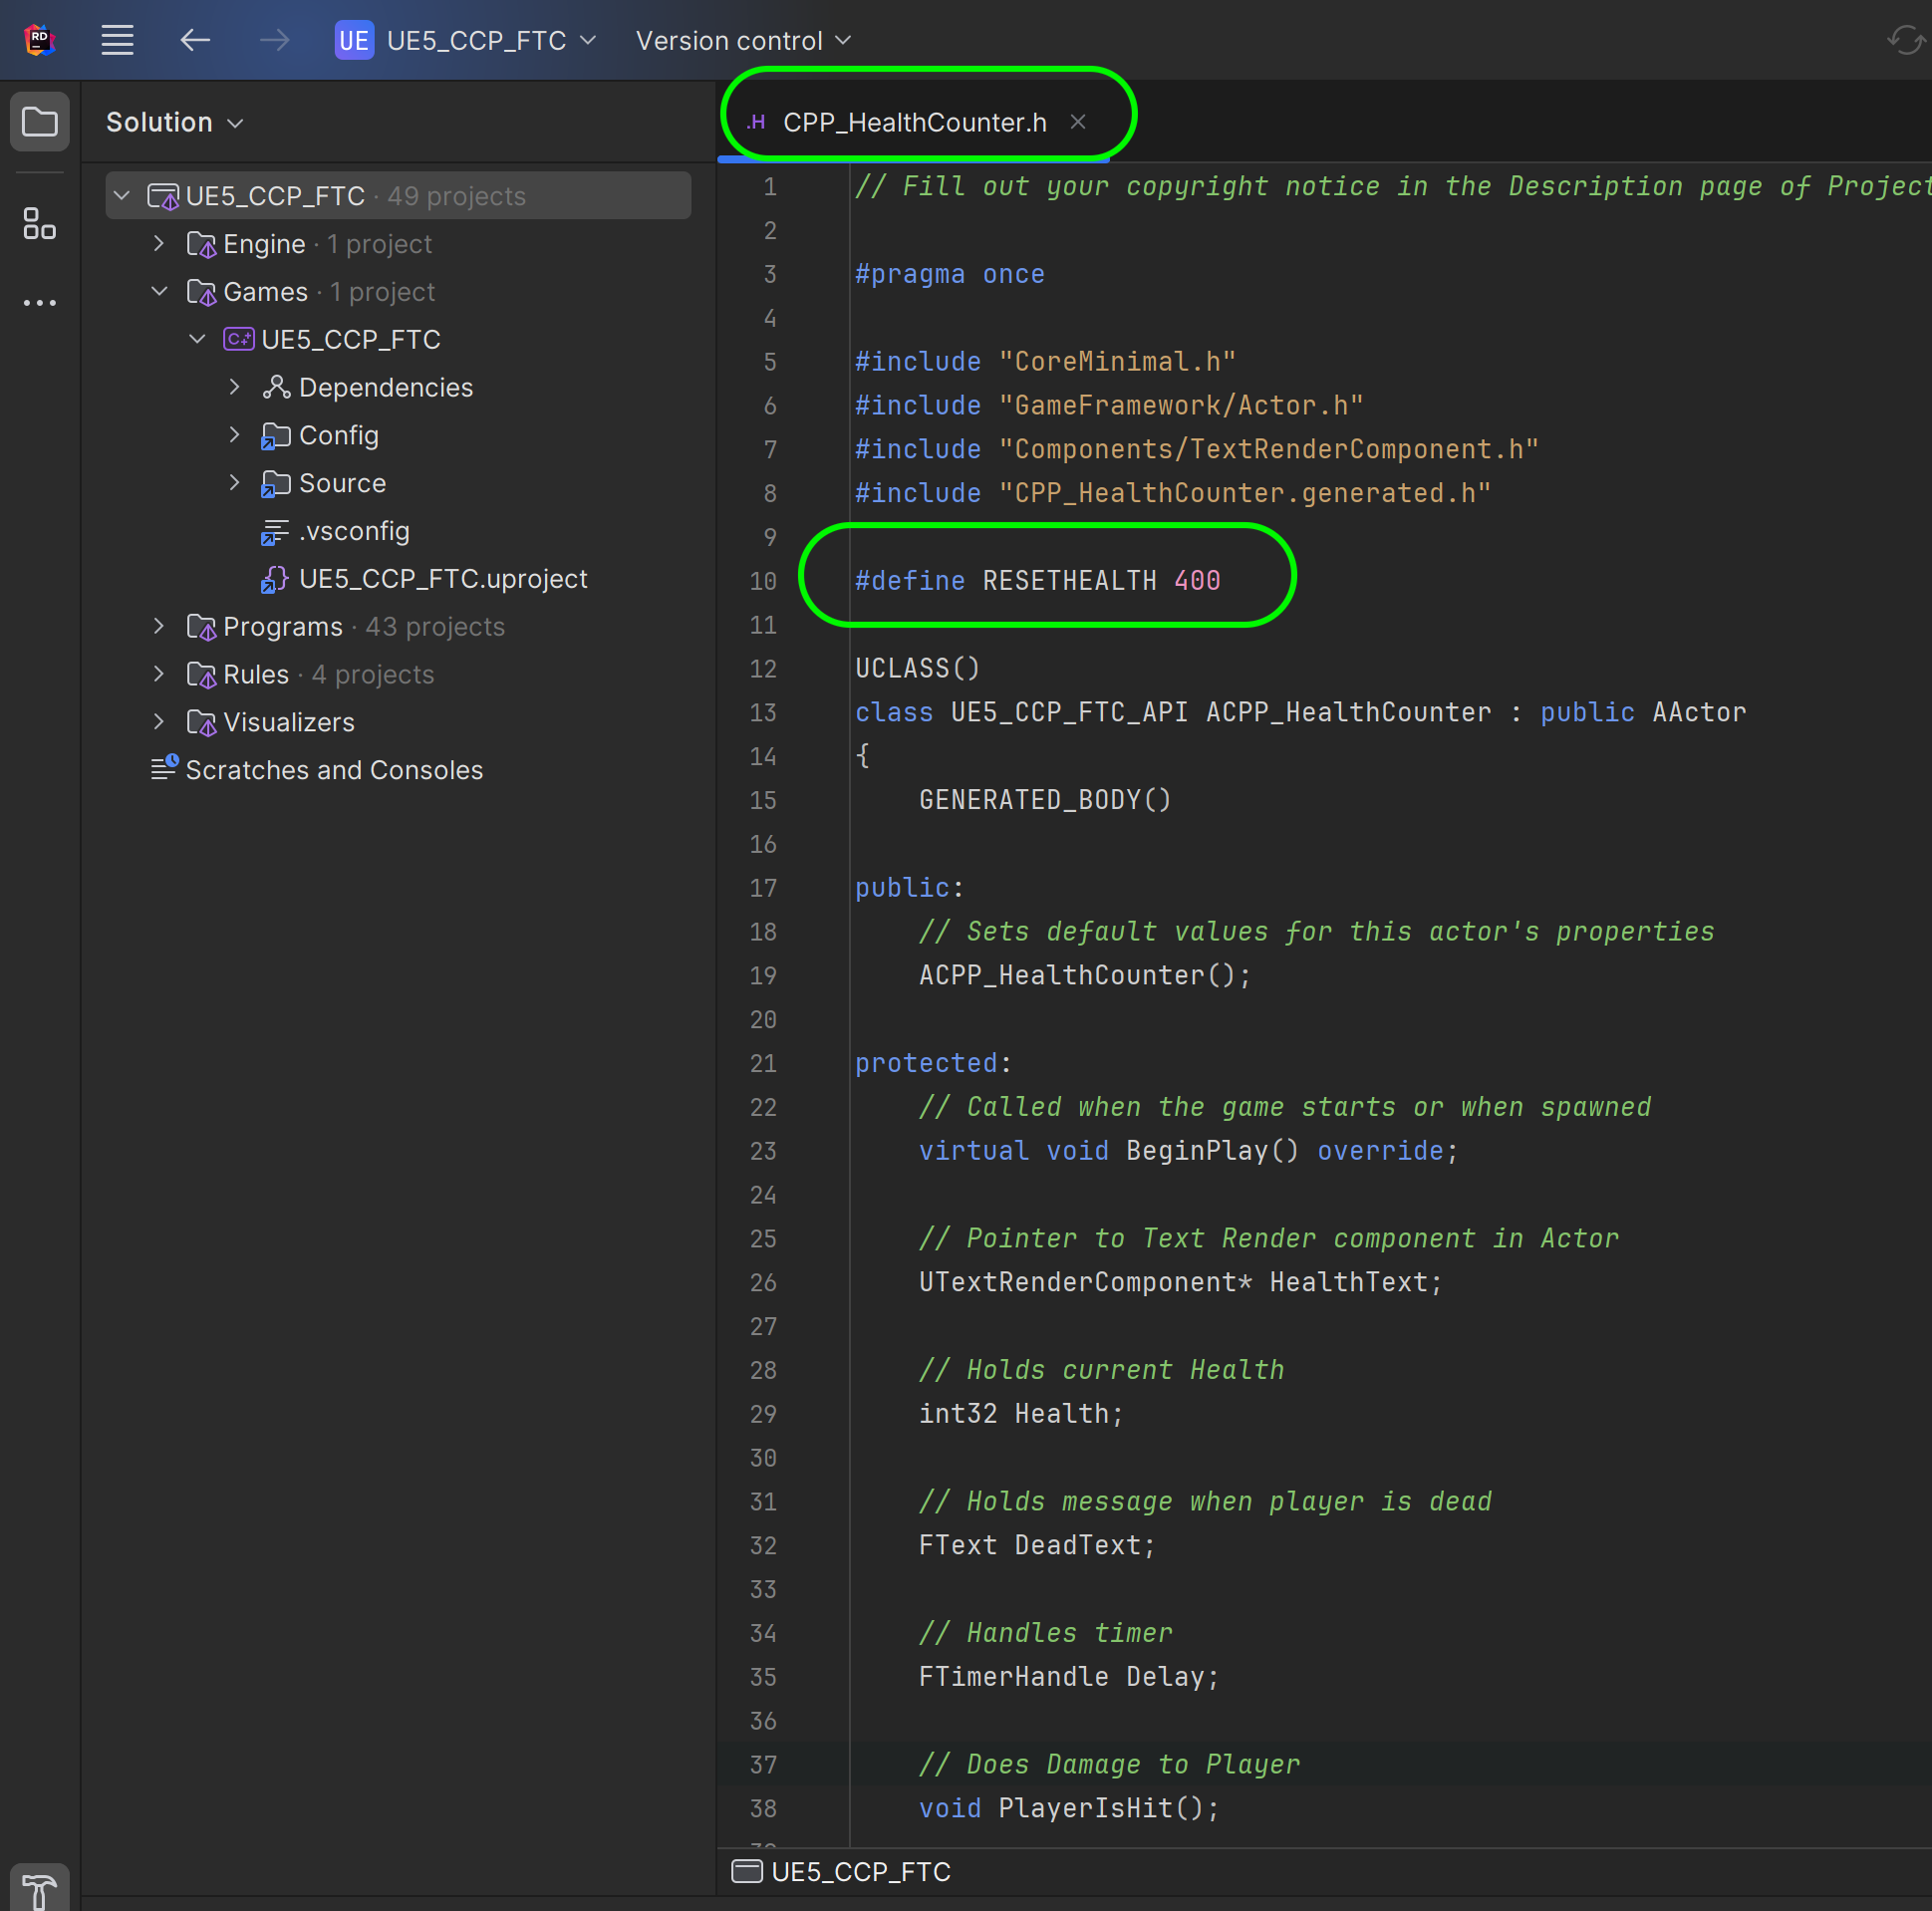 RD
UE UE5_CCP_FTC Version control
Solution
UE5_CCP_FTC · 49 projects
Engine · 1 project
Games · 1 project
C++ UE5_CCP_FTC
Dependencies
Config
Source
.vsconfig
{} UE5_CCP_FTC.uproject
Programs · 43 projects
Rules · 4 projects
Visualizers
Scratches and Consoles
.H CPP_HealthCounter.h
1 // Fill out your copyright notice in the Description page of Project
2
3 #pragma once
4
5 #include "CoreMinimal.h"
6 #include "GameFramework/Actor.h"
7 #include "Components/TextRenderComponent.h"
8 #include "CPP_HealthCounter.generated.h"
9
10 #define RESETHEALTH 400
11
12 UCLASS()
13 class UE5_CCP_FTC_API ACPP_HealthCounter : public AActor
14 {
15 GENERATED_BODY()
16
17 public:
18 // Sets default values for this actor's properties
19 ACPP_HealthCounter();
20
21 protected:
22 // Called when the game starts or when spawned
23 virtual void BeginPlay() override;
24
25 // Pointer to Text Render component in Actor
26 UTextRenderComponent* HealthText;
27
28 // Holds current Health
29 int32 Health;
30
31 // Holds message when player is dead
32 FText DeadText;
33
34 // Handles timer
35 FTimerHandle Delay;
36
37 // Does Damage to Player
38 void PlayerIsHit();
UE5_CCP_FTC